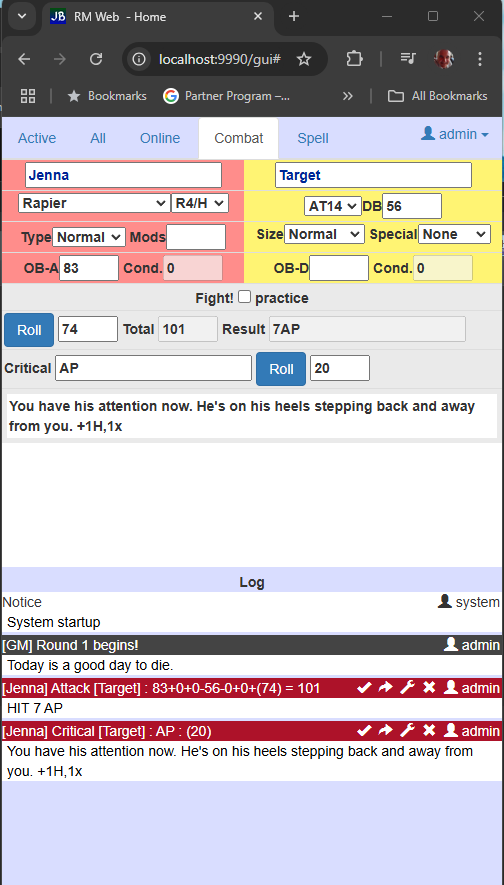 JB RM Web - Home
localhost:9990/gui#
Bookmarks Partner Program –... » All Bookmarks
Active All Online Combat Spell admin
Jenna Target
Rapier R4/H AT14 DB 56
Type Normal Mods Size Normal Special None
OB-A 83 Cond. 0 OB-D Cond. 0
Fight! practice
Roll 74 Total 101 Result 7AP
Critical AP Roll 20
You have his attention now. He's on his heels stepping back and away
from you. +1H,1x
Log
Notice system
System startup
[GM] Round 1 begins! admin
Today is a good day to die.
[Jenna] Attack [Target] : 83+0+0-56-0+0+(74) = 101 admin
HIT 7 AP
[Jenna] Critical [Target] : AP : (20) admin
You have his attention now. He's on his heels stepping back and away from
you. +1H,1x